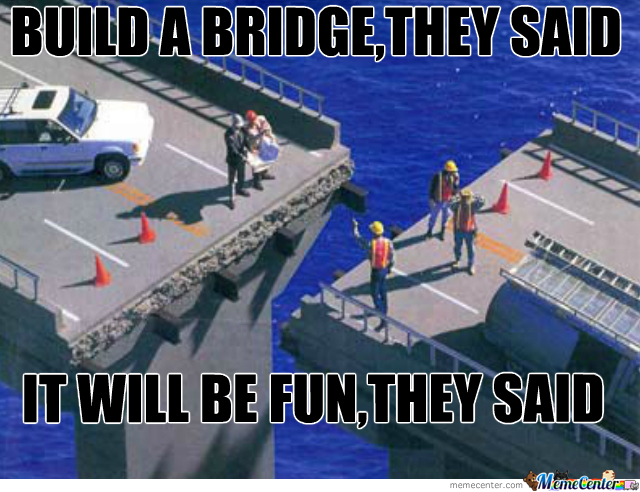 BUILD A BRIDGE,THEY SAID
IT WILL BE FUN,THEY SAID
memecenter.com MemeCenter